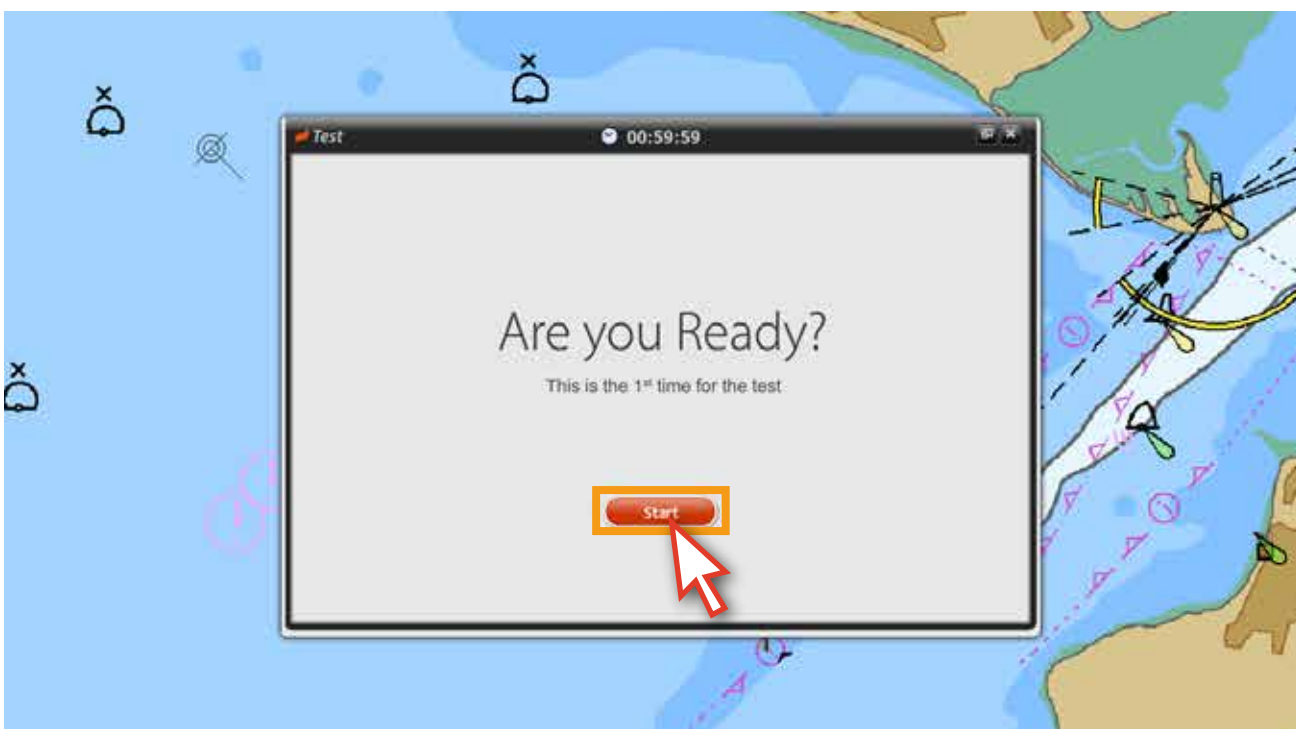 Test
00:59:59
Are you Ready?
This is the 1st time for the test
Start